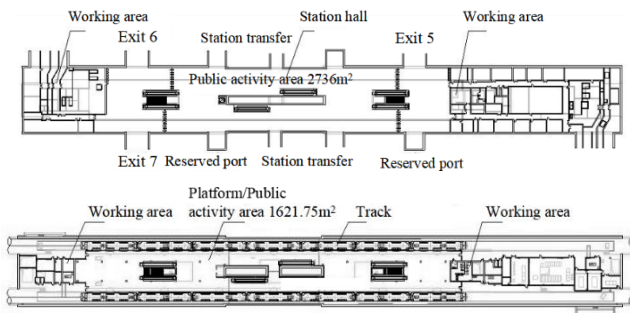 Working area
Station hall
Working area
Exit 6
Station transfer
Exit 5
Public activity area 2736m²
Exit 7
Reserved port
Station transfer
Reserved port
Platform/Public
activity area 1621.75m²
Working area
Track
Working area